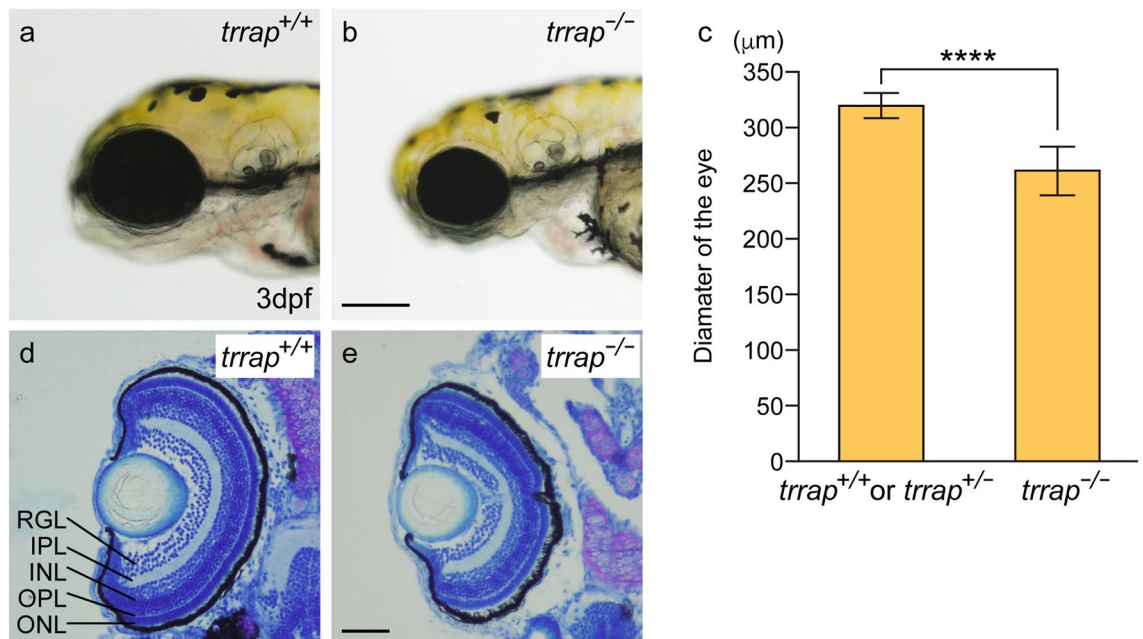 a trrap+/+
3dpf
b trrap−/−
c (μm)
****
350
300
250
200
150
100
50
0
Diamater of the eye
trrap+/+or trrap+/− trrap−/−
d trrap+/+
RGL
IPL
INL
OPL
ONL
e trrap−/−